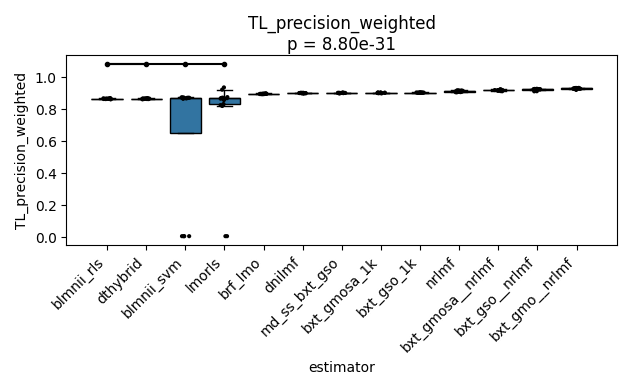 TL_precision_weighted
p = 8.80e-31
TL_precision_weighted
1.0
0.8
0.6
0.4
0.2
0.0
blmnii_rls
dthybrid
blmnii_svm
lmorls
brf_lmo
dnilmf
md_ss_bxt_gso
bxt_gmosa_1k
bxt_gso_1k
nrlmf
bxt_gmosa__nrlmf
bxt_gso__nrlmf
bxt_gmo__nrlmf
estimator